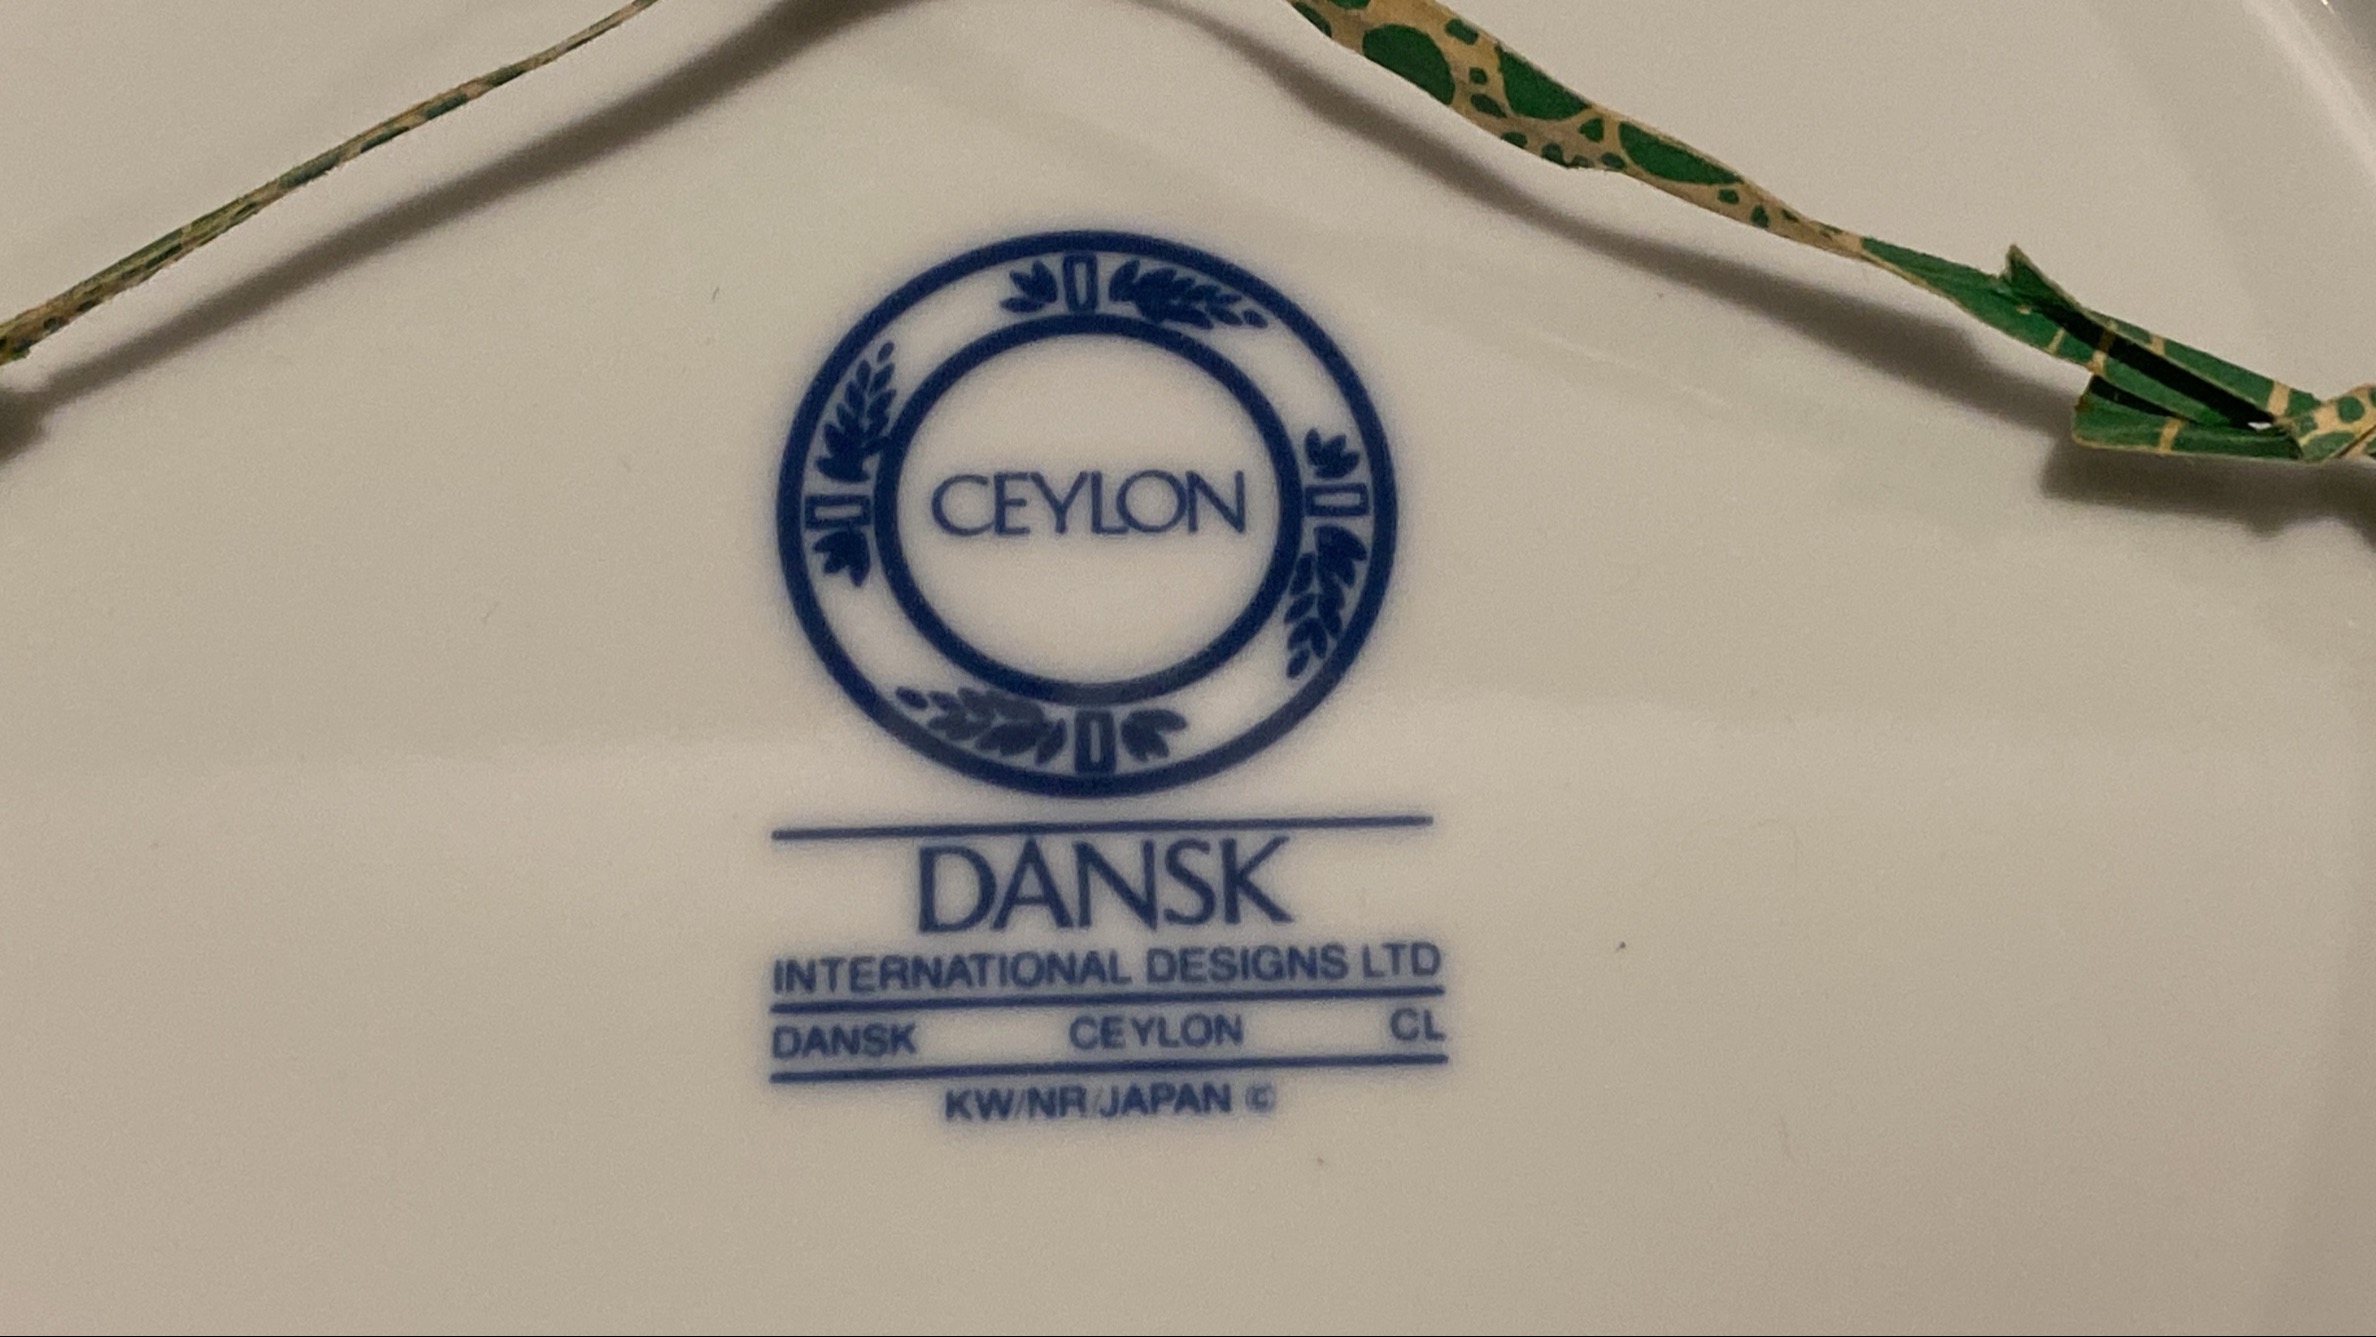 CEYLON
DANSK
INTERNATIONAL DESIGNS LTD
DANSK CEYLON CL
KW/NR/JAPAN ©